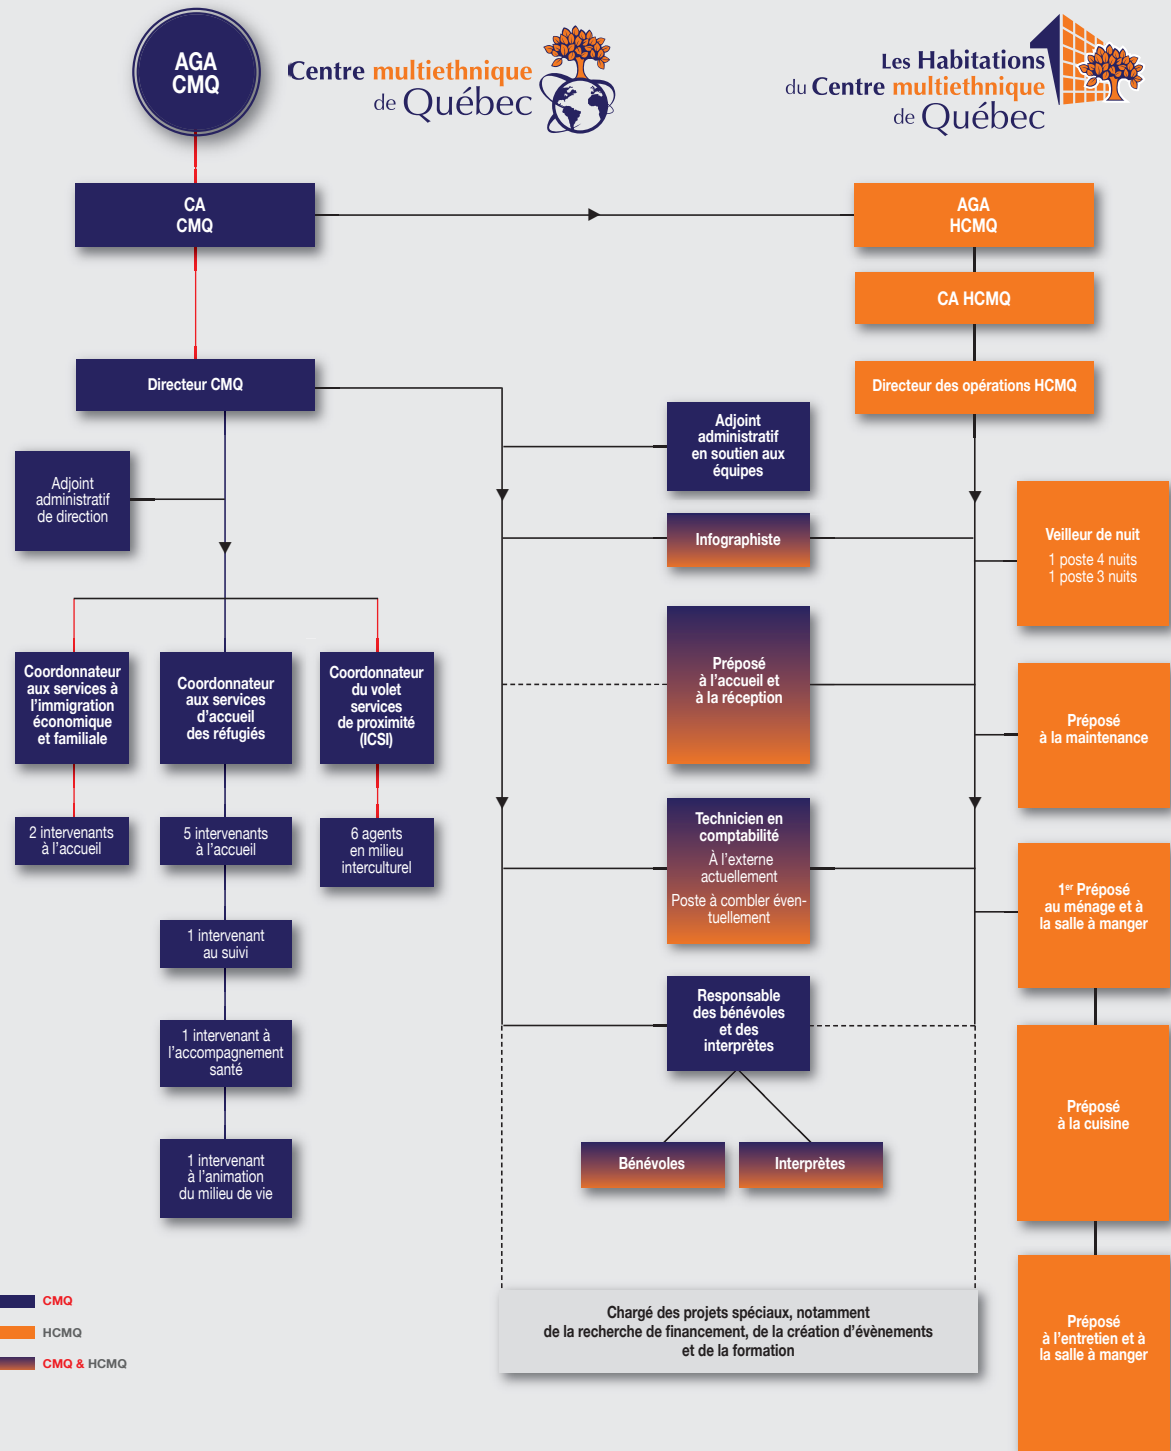 AGA
CMQ
Centre multiethnique
de Québec
Les Habitations
du Centre multiethnique
de Québec
CA
CMQ
AGA
HCMQ
CA HCMQ
Directeur CMQ
Directeur des opérations HCMQ
Adjoint
administratif
en soutien aux
équipes
Adjoint
administratif
de direction
Infographiste
Veilleur de nuit
1 poste 4 nuits
1 poste 3 nuits
Coordonnateur
aux services à
l'immigration
économique
et familiale
Coordonnateur
aux services
d'accueil
des réfugiés
Coordonnateur
du volet
services
de proximité
(ICSI)
Préposé
à l'accueil et
à la réception
Préposé
à la maintenance
2 intervenants
à l'accueil
5 intervenants
à l'accueil
6 agents
en milieu
interculturel
Technicien en
comptabilité
À l'externe
actuellement
Poste à combler éven-
tuellement
1er Préposé
au ménage et à
la salle à manger
1 intervenant
au suivi
Responsable
des bénévoles
et des
interprètes
1 intervenant à
l'accompagnement
santé
Préposé
à la cuisine
1 intervenant
à l'animation
du milieu de vie
Bénévoles
Interprètes
CMQ
HCMQ
CMQ & HCMQ
Chargé des projets spéciaux, notamment
de la recherche de financement, de la création d'évènements
et de la formation
Préposé
à l'entretien et à
la salle à manger